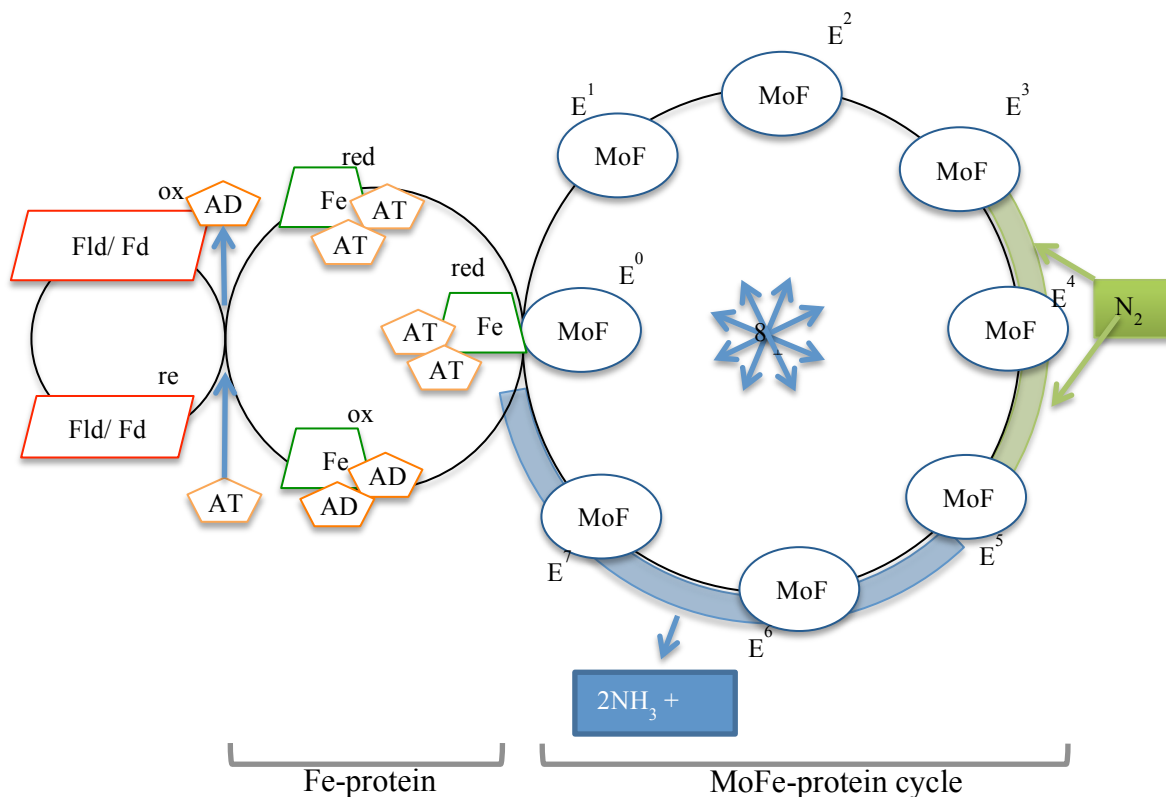 E2
E1
MoF
E3
MoF
MoF
red
ox
AD
Fe
AT
AT
Fld/ Fd
red
E0
Fe
MoF
AT
AT
8 -
E4
MoF
N2
re
Fld/ Fd
ox
Fe
AD
AD
AT
MoF
E5
MoF
E7
MoF
E6
2NH3 +
Fe-protein
MoFe-protein cycle